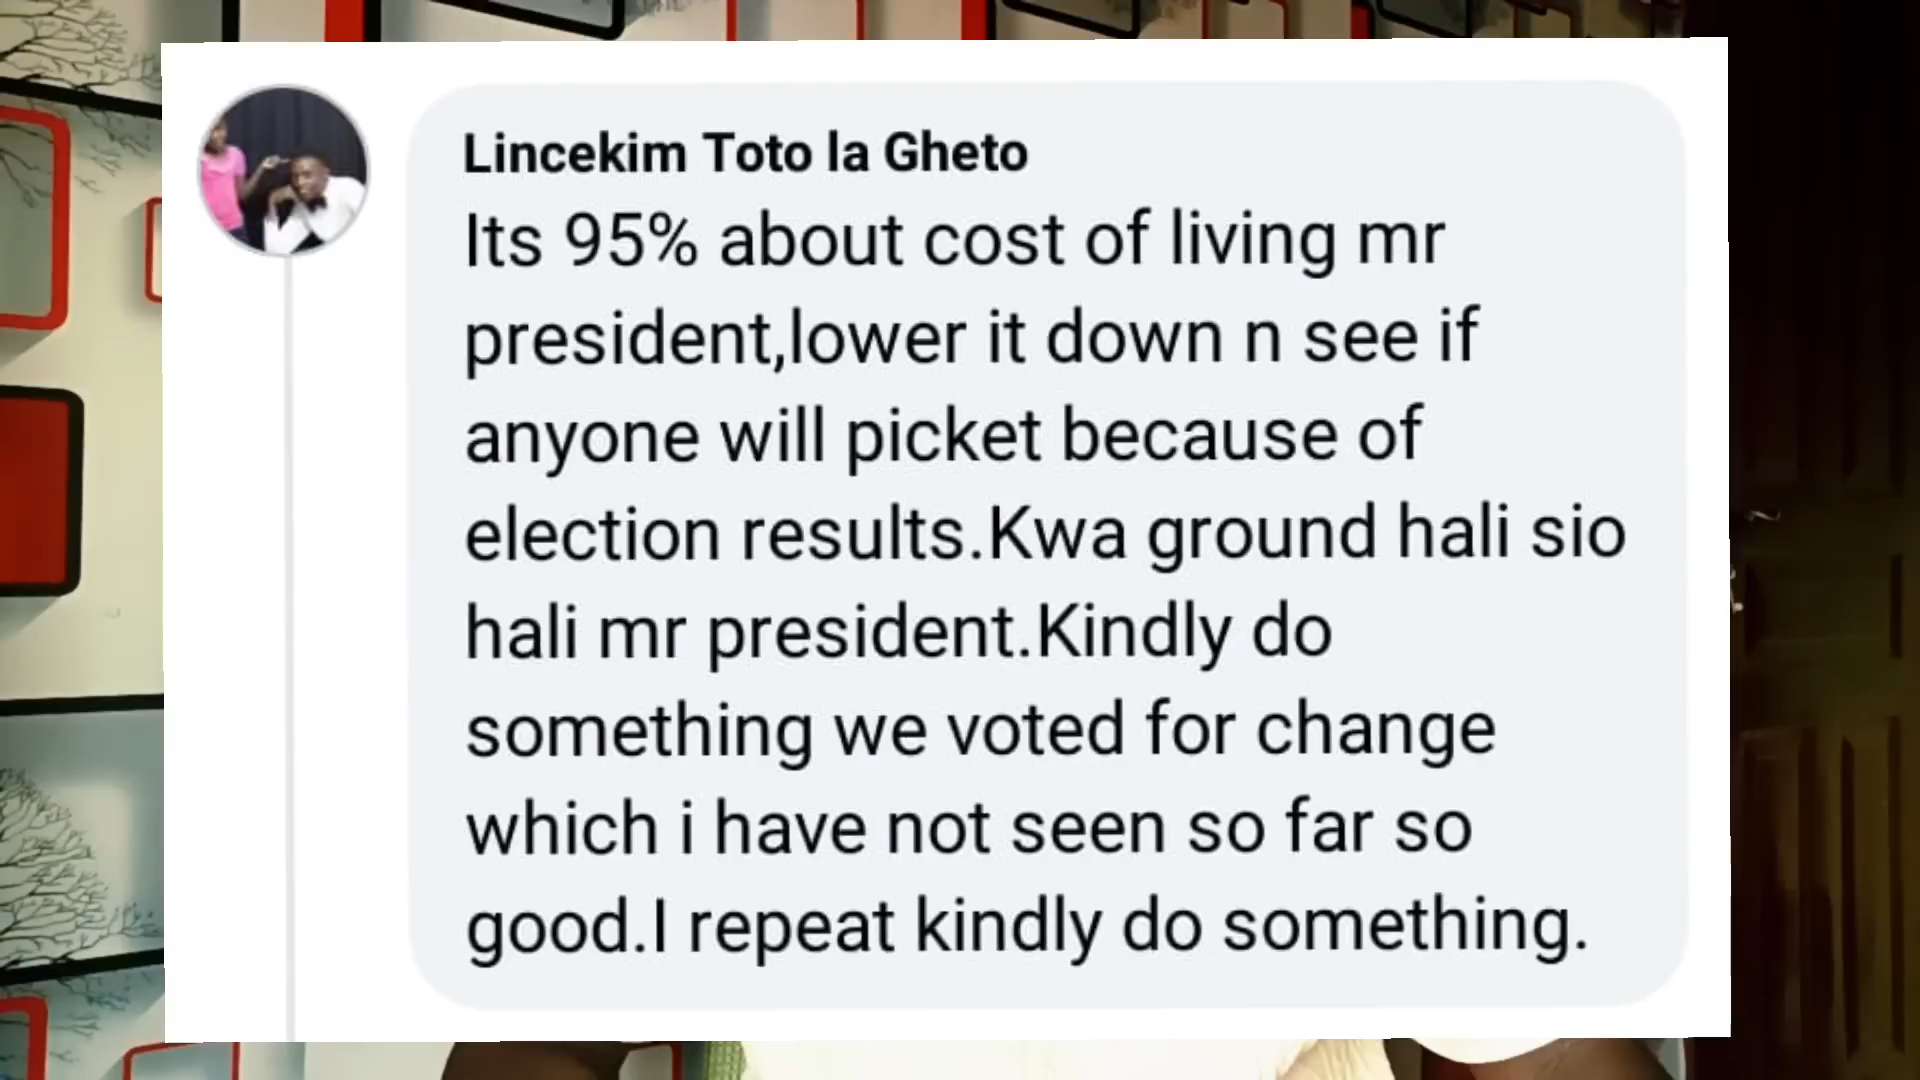 Lincekim Toto la Gheto
Its 95% about cost of living mr
president,lower it down n see if
anyone will picket because of
election results.Kwa ground hali sio
hali mr president.Kindly do
something we voted for change
which i have not seen so far so
good.I repeat kindly do something.